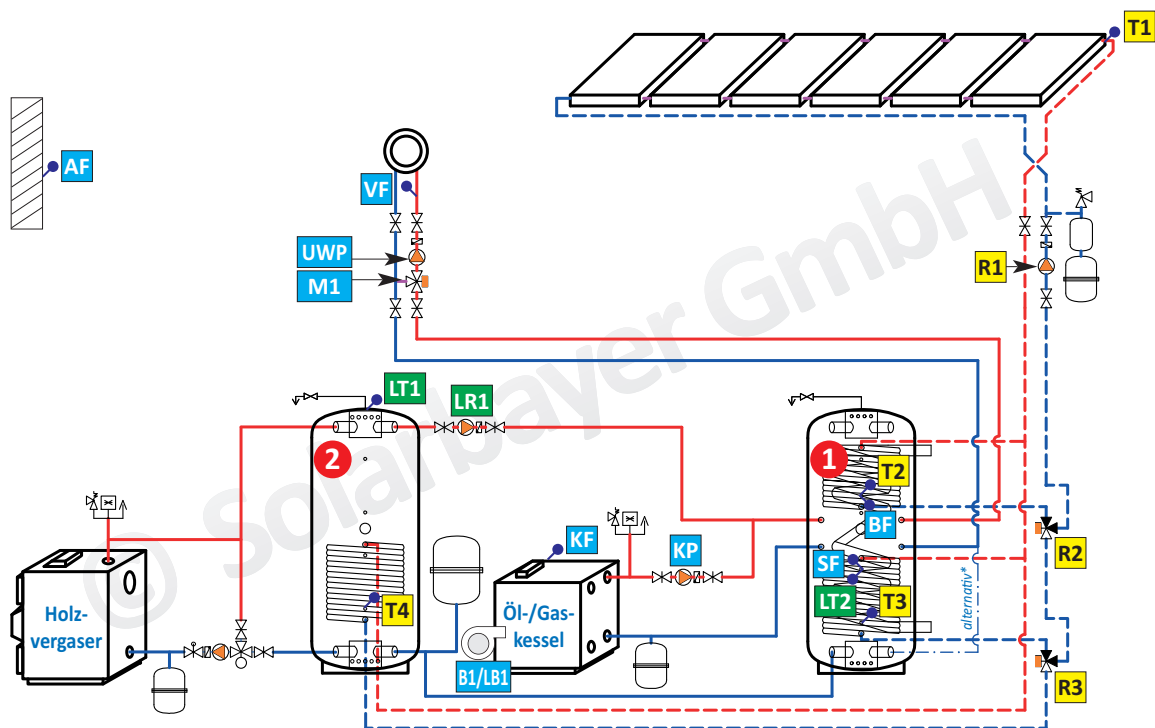 T1
AF
VF
UWP
M1
R1
LT1
LR1
2
1
T2
BF
KF
KP
SF
LT2
T3
T4
R2
R3
Holz-
vergaser
Öl-/Gas-
kessel
B1/LB1
alternativ*
© Solarbayer GmbH